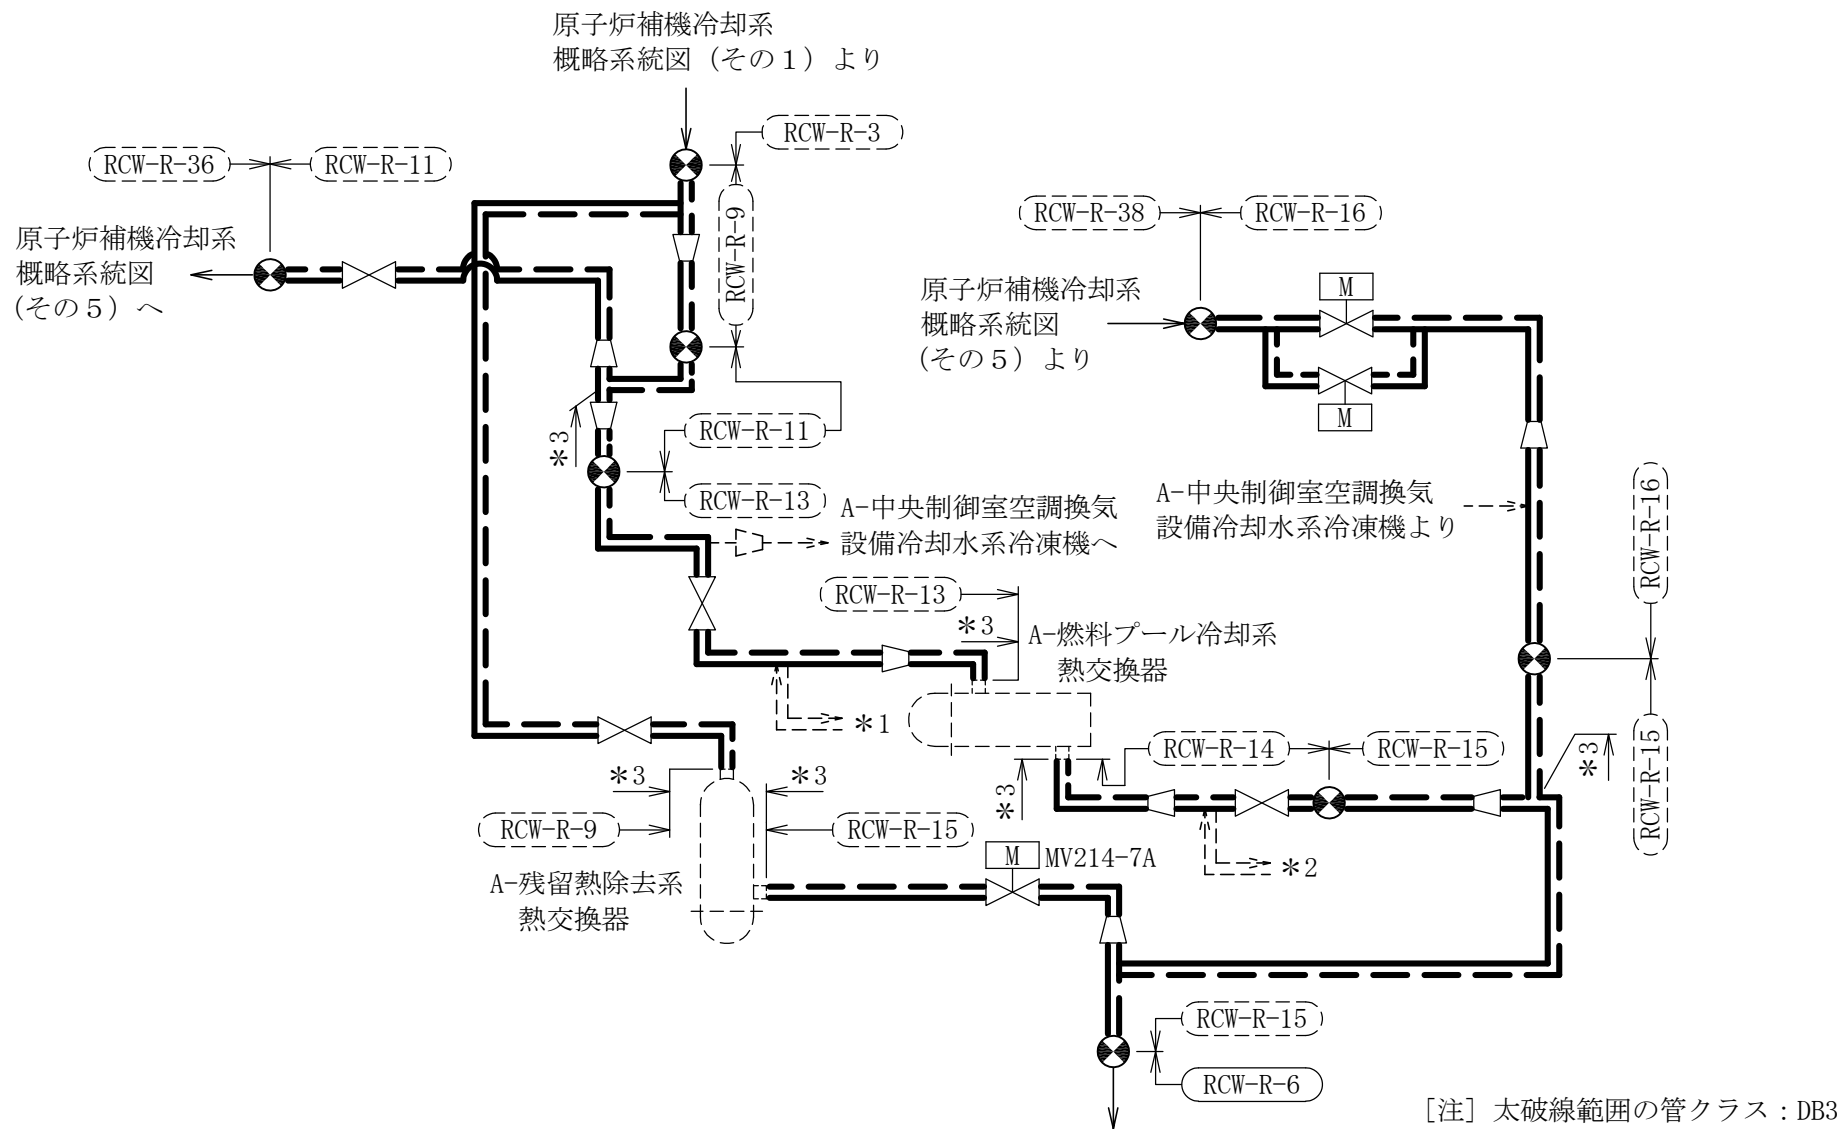 原子炉補機冷却系
概略系統図（その１）より
RCW-R-3
RCW-R-36
RCW-R-11
RCW-R-9
原子炉補機冷却系
概略系統図
(その５）へ
RCW-R-38
RCW-R-16
原子炉補機冷却系
概略系統図
(その５）より
M
M
＊3
RCW-R-11
RCW-R-13
A-中央制御室空調換気
設備冷却水系冷凍機へ
A-中央制御室空調換気
設備冷却水系冷凍機より
RCW-R-16
RCW-R-13
＊3
A-燃料プール冷却系
熱交換器
＊1
RCW-R-14
RCW-R-15
＊3
RCW-R-15
＊3
＊3
＊3
RCW-R-9
RCW-R-15
M
MV214-7A
＊2
A-残留熱除去系
熱交換器
RCW-R-15
RCW-R-6
［注］太破線範囲の管クラス：DB3